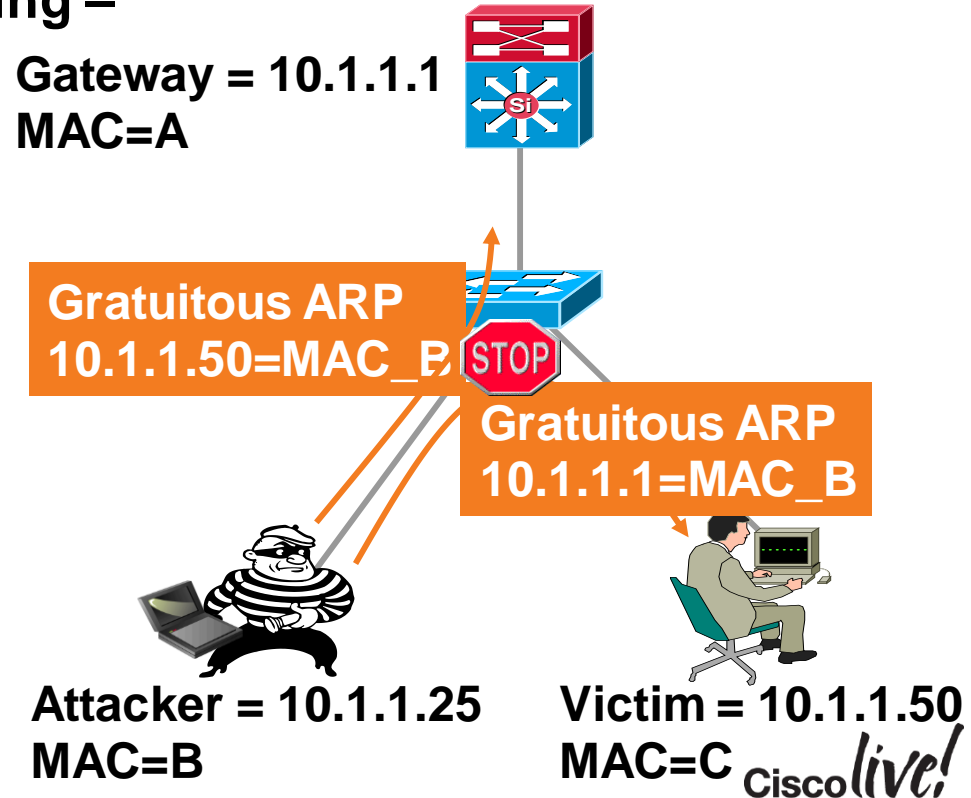 Gateway = 10.1.1.1
MAC=A
Si
Gratuitous ARP
10.1.1.50=MAC_B
STOP
Gratuitous ARP
10.1.1.1=MAC_B
Attacker = 10.1.1.25
MAC=B
Victim = 10.1.1.50
MAC=C
Cisco live!